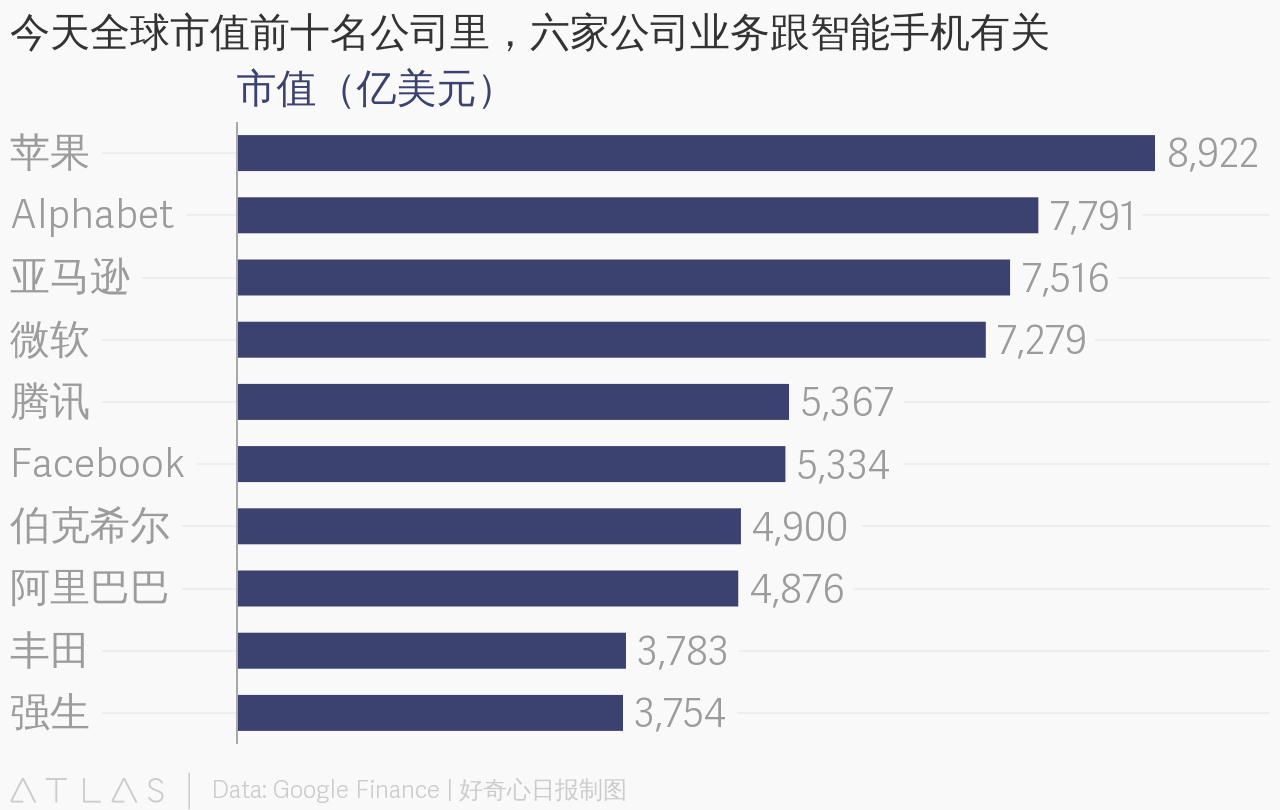 今天全球市值前十名公司里，六家公司业务跟智能手机有关
市值（亿美元）
苹果 8,922
Alphabet 7,791
亚马逊 7,516
微软 7,279
腾讯 5,367
Facebook 5,334
伯克希尔 4,900
阿里巴巴 4,876
丰田 3,783
强生 3,754
ATLAS | Data: Google Finance | 好奇心日报制图